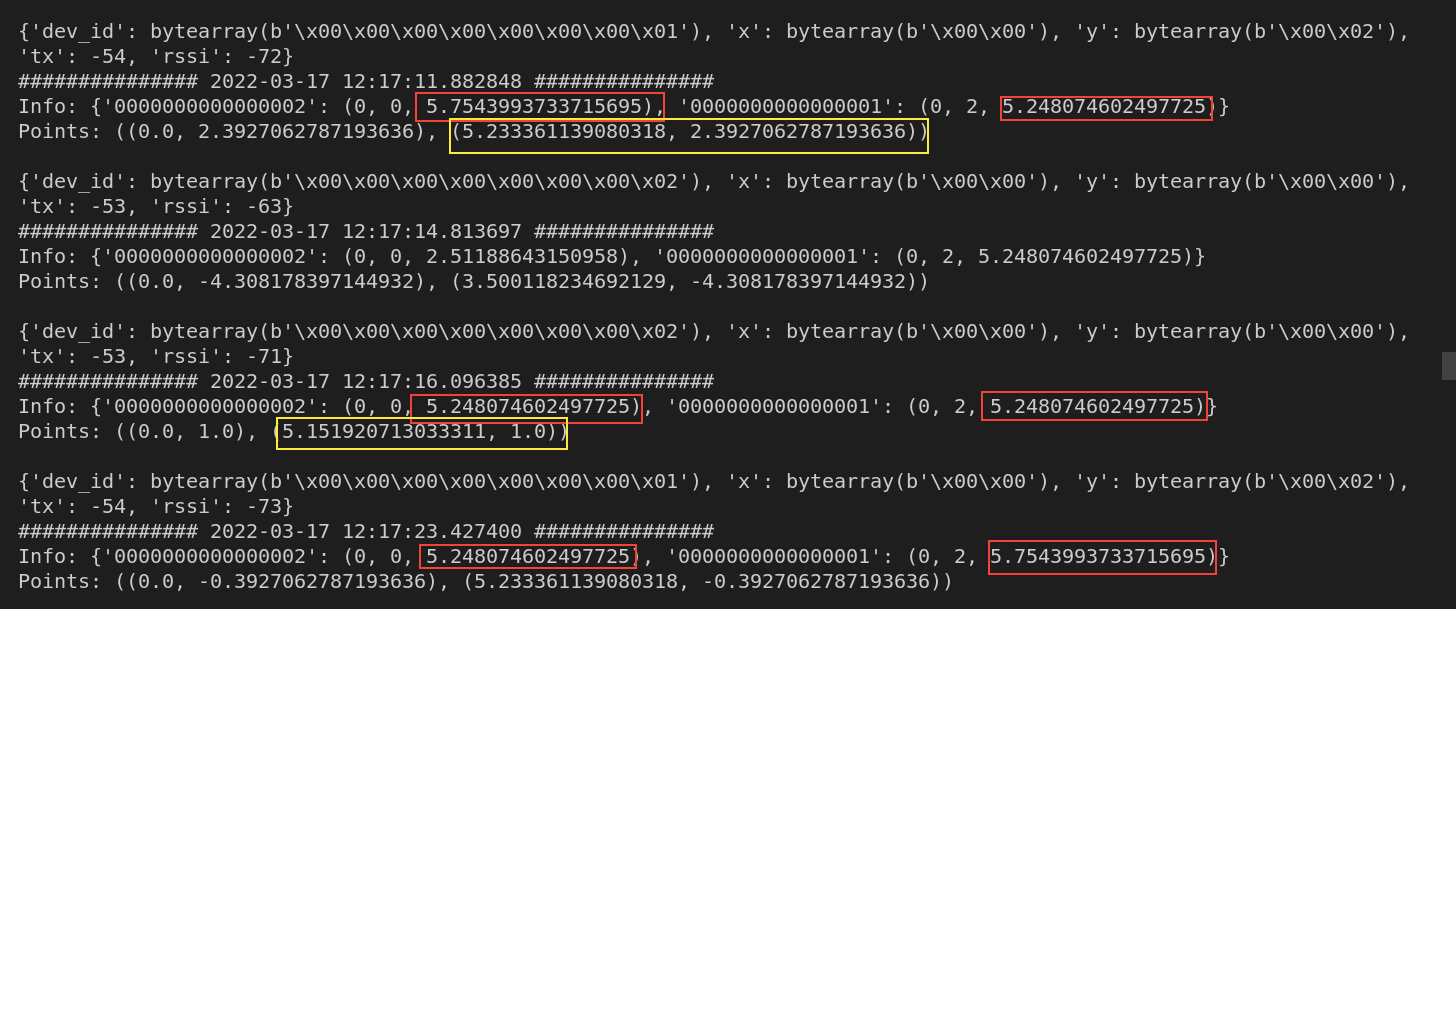 {'dev_id': bytearray(b'\x00\x00\x00\x00\x00\x00\x00\x01'), 'x': bytearray(b'\x00\x00'), 'y': bytearray(b'\x00\x02'),
'tx': -54, 'rssi': -72}
############### 2022-03-17 12:17:11.882848 ###############
Info: {'0000000000000002': (0, 0, 5.7543993733715695), '0000000000000001': (0, 2, 5.248074602497725)}
Points: ((0.0, 2.3927062787193636), (5.233361139080318, 2.3927062787193636))
{'dev_id': bytearray(b'\x00\x00\x00\x00\x00\x00\x00\x02'), 'x': bytearray(b'\x00\x00'), 'y': bytearray(b'\x00\x00'),
'tx': -53, 'rssi': -63}
############### 2022-03-17 12:17:14.813697 ###############
Info: {'0000000000000002': (0, 0, 2.51188643150958), '0000000000000001': (0, 2, 5.248074602497725)}
Points: ((0.0, -4.308178397144932), (3.500118234692129, -4.308178397144932))
{'dev_id': bytearray(b'\x00\x00\x00\x00\x00\x00\x00\x02'), 'x': bytearray(b'\x00\x00'), 'y': bytearray(b'\x00\x00'),
'tx': -53, 'rssi': -71}
############### 2022-03-17 12:17:16.096385 ###############
Info: {'0000000000000002': (0, 0, 5.248074602497725), '0000000000000001': (0, 2, 5.248074602497725)}
Points: ((0.0, 1.0), (5.151920713033311, 1.0))
{'dev_id': bytearray(b'\x00\x00\x00\x00\x00\x00\x00\x01'), 'x': bytearray(b'\x00\x00'), 'y': bytearray(b'\x00\x02'),
'tx': -54, 'rssi': -73}
############### 2022-03-17 12:17:23.427400 ###############
Info: {'0000000000000002': (0, 0, 5.248074602497725), '0000000000000001': (0, 2, 5.7543993733715695)}
Points: ((0.0, -0.3927062787193636), (5.233361139080318, -0.3927062787193636))